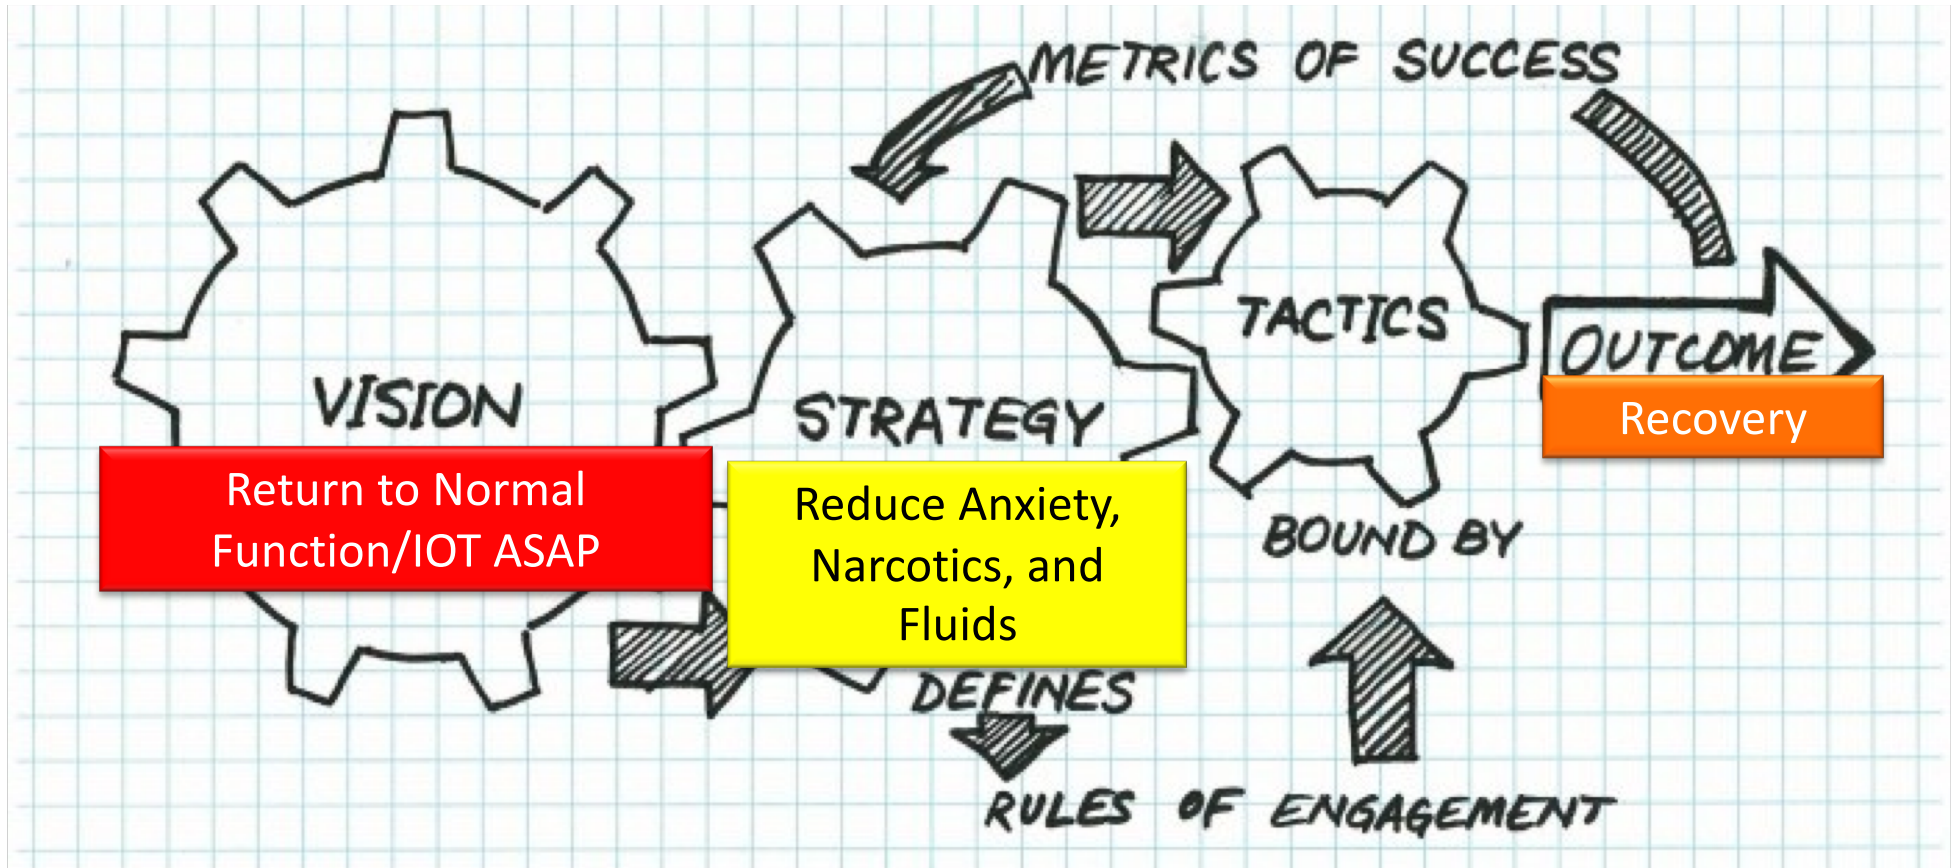 METRICS OF SUCCESS
VISION
Return to Normal
Function/IOT ASAP
STRATEGY
Reduce Anxiety,
Narcotics, and
Fluids
TACTICS
OUTCOME
Recovery
BOUND BY
DEFINES
RULES OF ENGAGEMENT